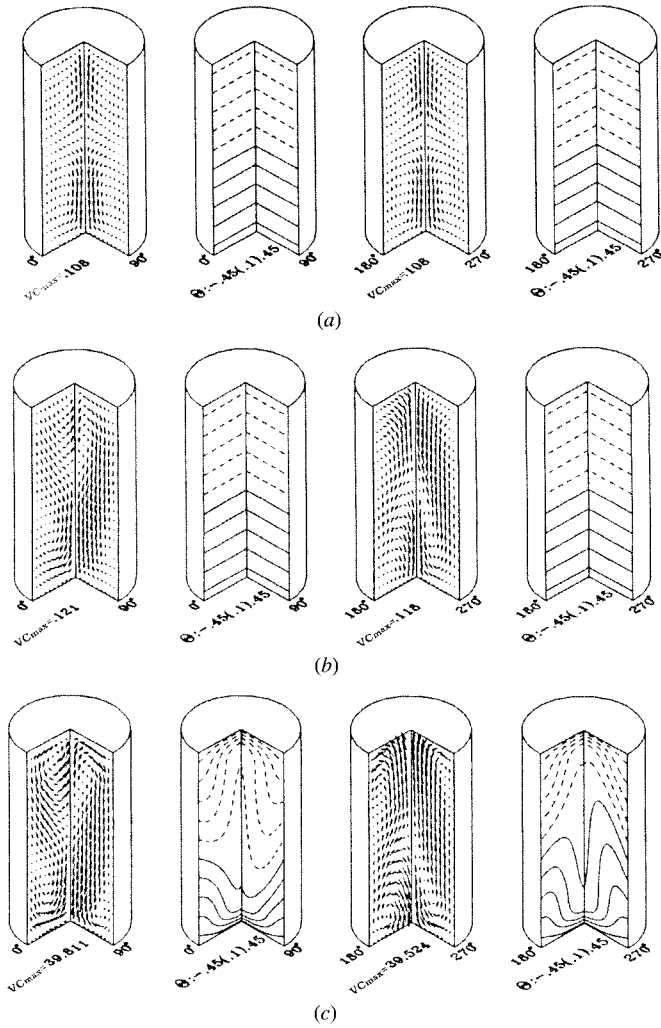 0° 90° 0° 90° 180° 270° 180° 270°
VCmax=.108 Θ:-.45(.1).45 VCmax=.108 Θ:-.45(.1).45
(a)
0° 90° 0° 90° 180° 270° 180° 270°
VCmax=.121 Θ:-.45(.1).45 VCmax=.118 Θ:-.45(.1).45
(b)
0° 90° 0° 90° 180° 270° 180° 270°
VCmax=39.811 Θ:-.45(.1).45 VCmax=39.524 Θ:-.45(.1).45
(c)